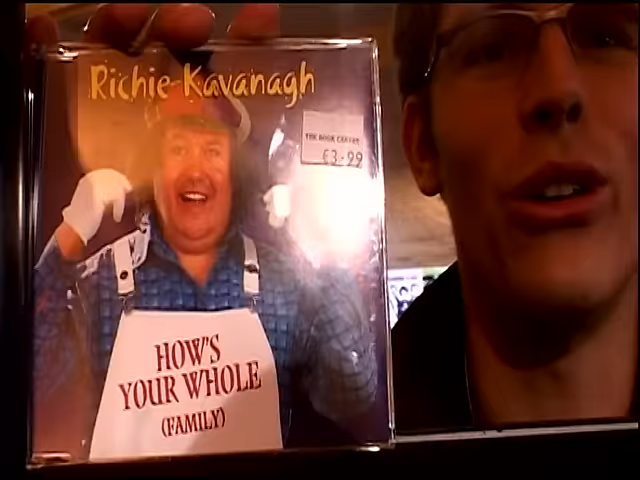 Richie Kavanagh
THE BOOK CENTRE
€3.99
HOW'S
YOUR WHOLE
(FAMILY)